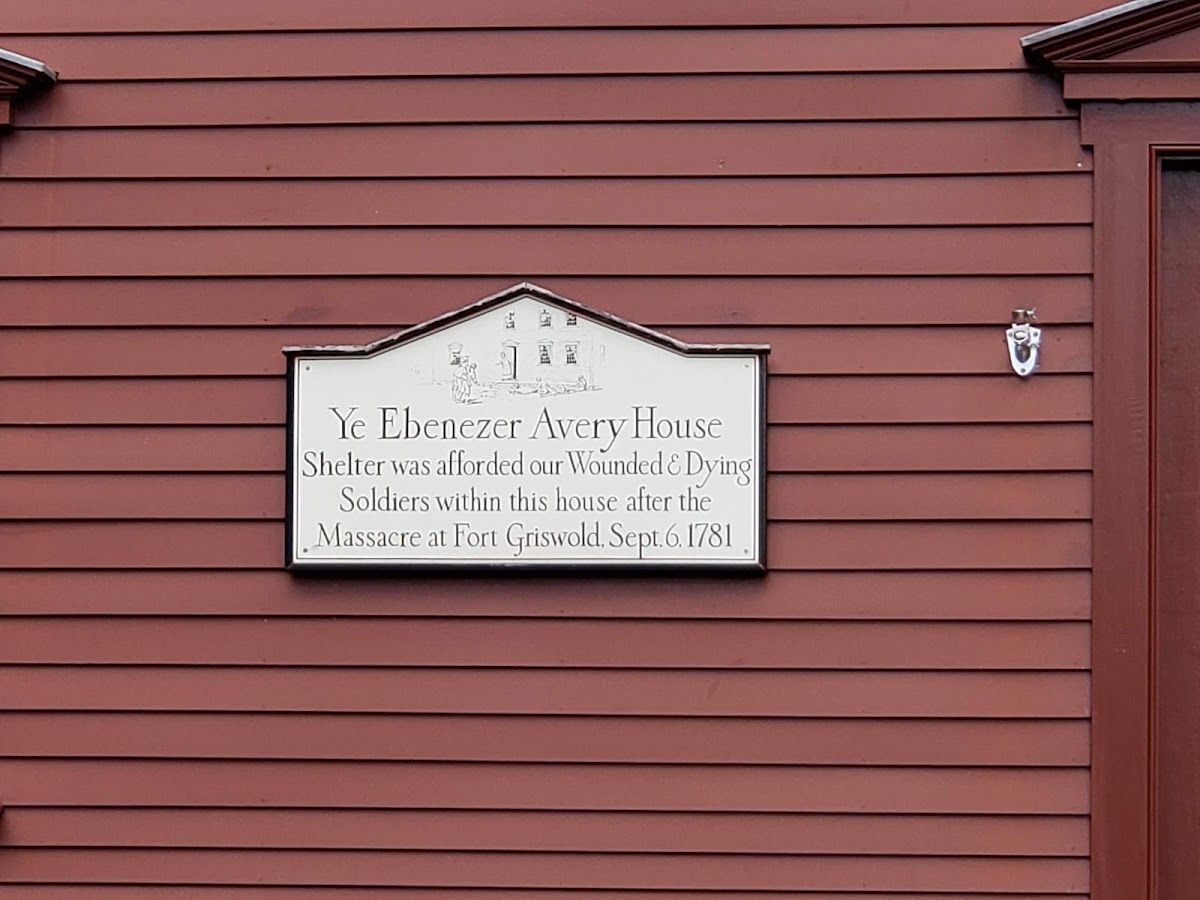 Ye Ebenezer Avery House
Shelter was afforded our Wounded & Dying
Soldiers within this house after the
Massacre at Fort Griswold, Sept. 6, 1781